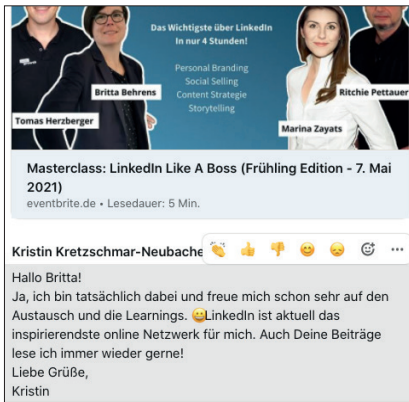 Das Wichtigste über LinkedIn
In nur 4 Stunden!
Personal Branding
Social Selling
Content Strategie
Storytelling
Britta Behrens
Ritchie Pettauer
Tomas Herzberger
Marina Zayats
Masterclass: LinkedIn Like A Boss (Frühling Edition - 7. Mai
2021)
eventbrite.de • Lesedauer: 5 Min.
Kristin Kretzschmar-Neubache
Hallo Britta!
Ja, ich bin tatsächlich dabei und freue mich schon sehr auf den
Austausch und die Learnings. 😀LinkedIn ist aktuell das
inspirierendste online Netzwerk für mich. Auch Deine Beiträge
lese ich immer wieder gerne!
Liebe Grüße,
Kristin